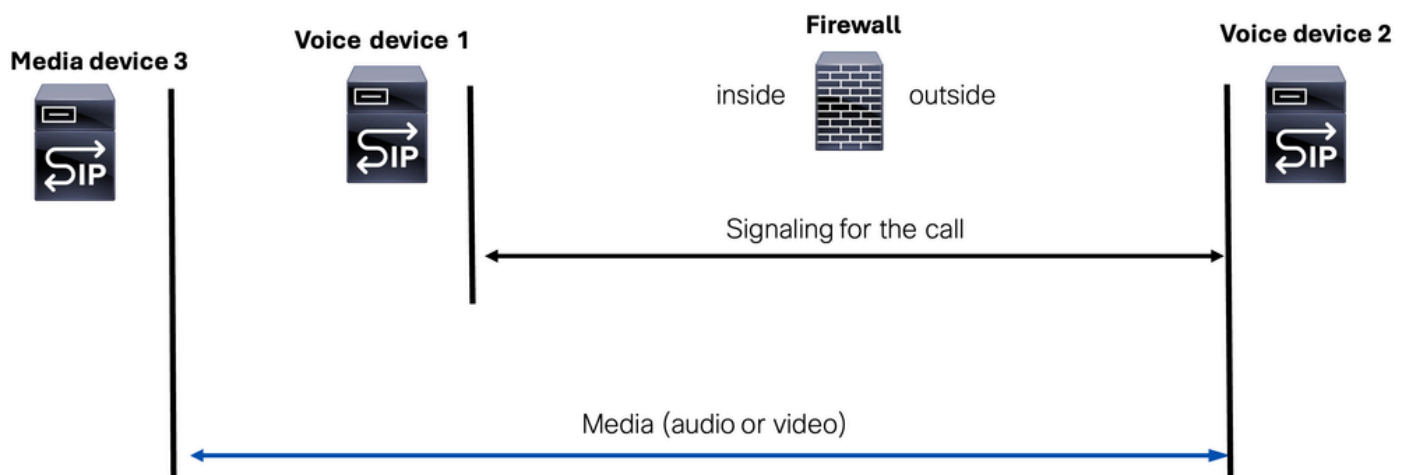 Media device 3
Voice device 1
Firewall
Voice device 2
inside
outside
SIP
SIP
SIP
Signaling for the call
Media (audio or video)